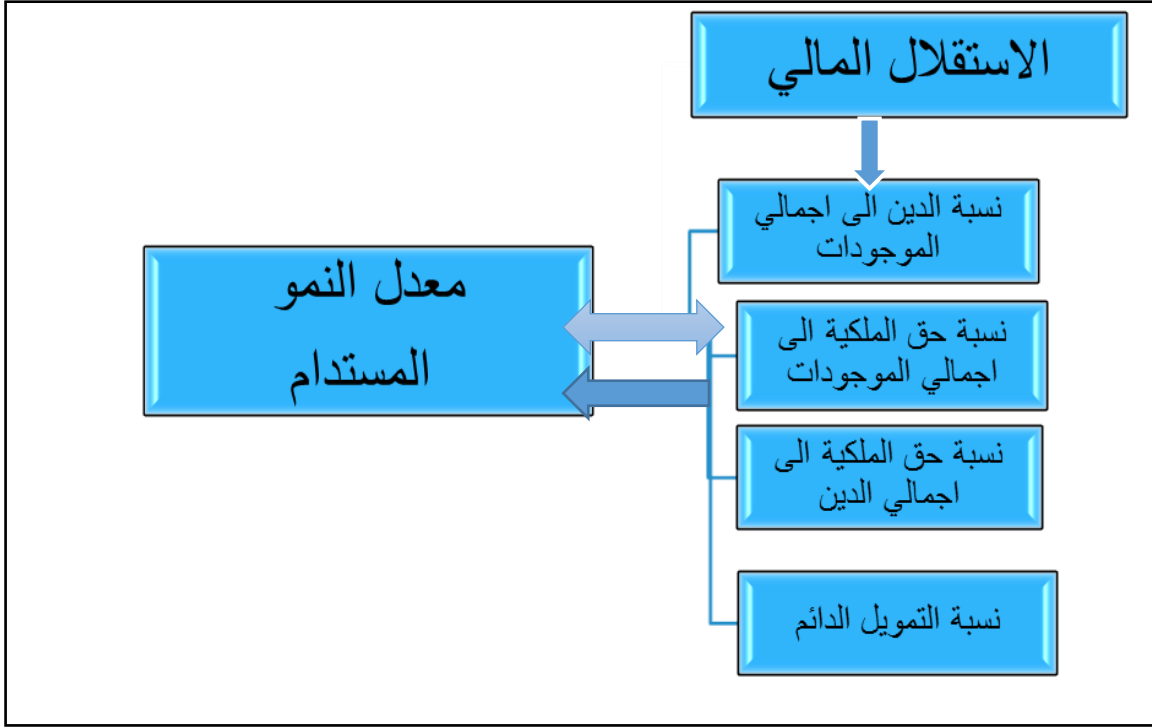 الاستقلال المالي
نسبة الدين الى اجمالي
الموجودات
معدل النمو
المستدام
نسبة حق الملكية الى
اجمالي الموجودات
نسبة حق الملكية الى
اجمالي الدين
نسبة التمويل الدائم